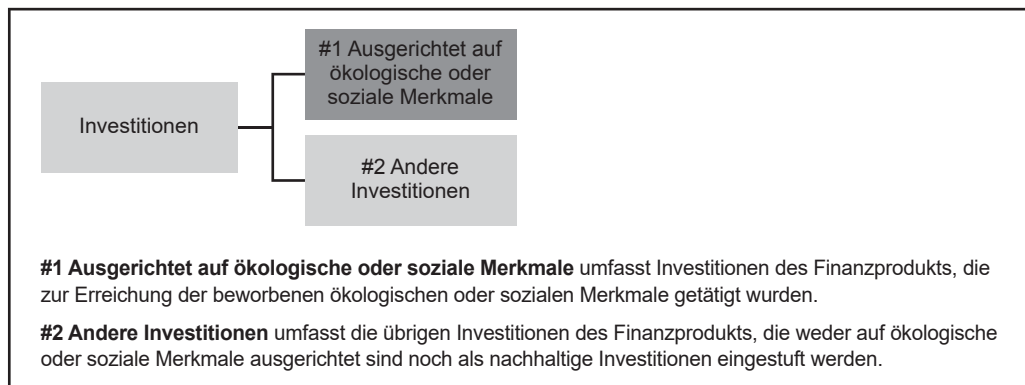 #1 Ausgerichtet auf
ökologische oder
soziale Merkmale
Investitionen
#2 Andere
Investitionen
#1 Ausgerichtet auf ökologische oder soziale Merkmale umfasst Investitionen des Finanzprodukts, die
zur Erreichung der beworbenen ökologischen oder sozialen Merkmale getätigt wurden.
#2 Andere Investitionen umfasst die übrigen Investitionen des Finanzprodukts, die weder auf ökologische
oder soziale Merkmale ausgerichtet sind noch als nachhaltige Investitionen eingestuft werden.